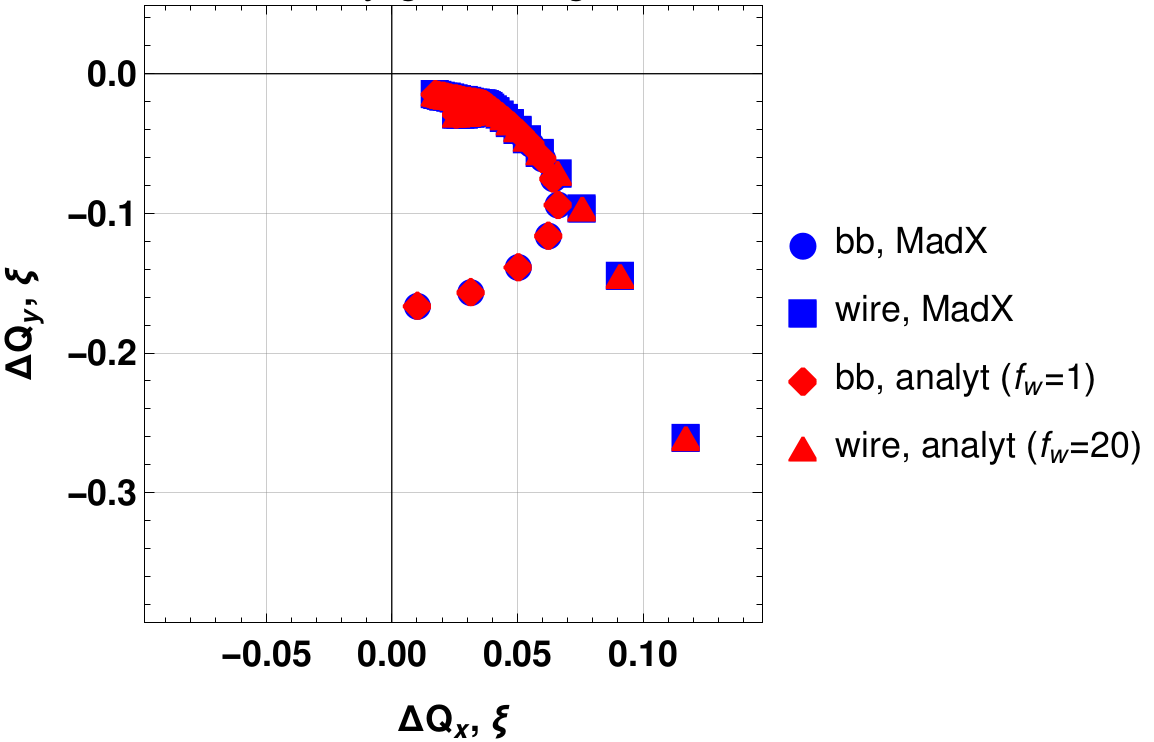 0.0
−0.1
−0.2
−0.3
ΔQy, ξ
−0.05 0.00 0.05 0.10
ΔQx, ξ
bb, MadX
wire, MadX
bb, analyt (fw=1)
wire, analyt (fw=20)